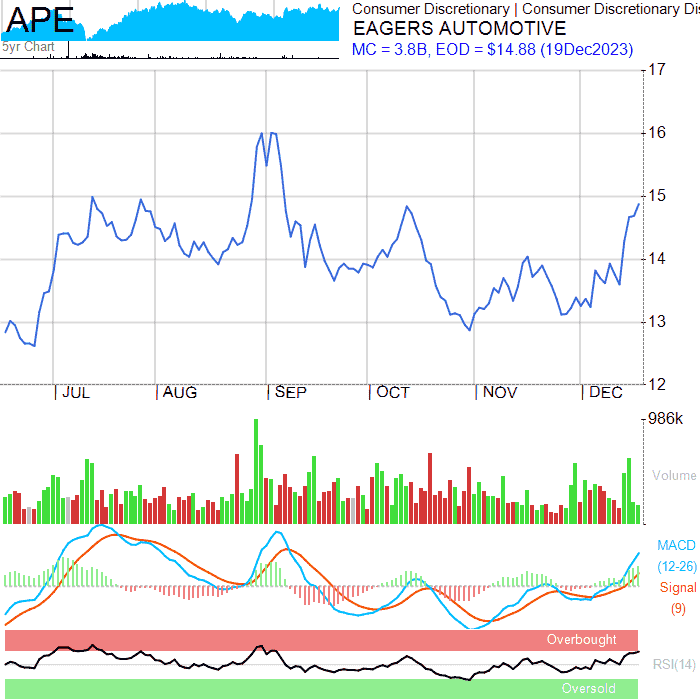 APE
5yr Chart
Consumer Discretionary | Consumer Discretionary Dis
EAGERS AUTOMOTIVE
MC = 3.8B, EOD = $14.88 (19Dec2023)
17
16
15
14
13
12
JUL AUG SEP OCT NOV DEC
986k
Volume
MACD
(12-26)
Signal
(9)
Overbought
RSI(14)
Oversold